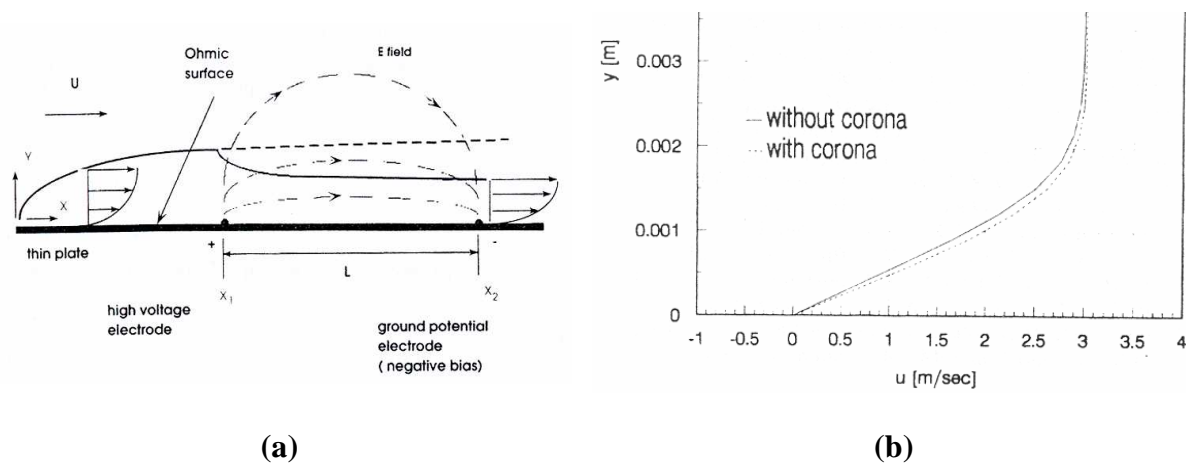 Ohmic
surface
E field
U
Y
X
thin plate
+
-
L
X1
X2
high voltage
electrode
ground potential
electrode
( negative bias)
(a)
y [m]
0.003
0.002
0.001
0
without corona
with corona
-1 -0.5 0 0.5 1 1.5 2 2.5 3 3.5 4
u [m/sec]
(b)